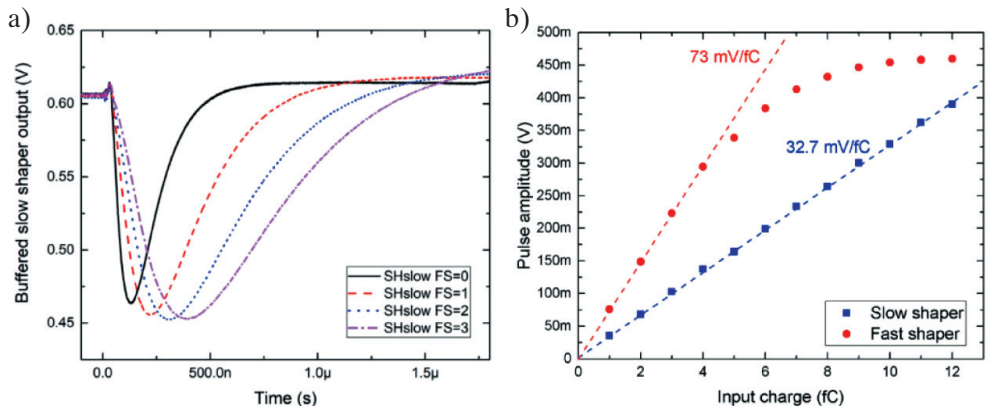 a)
0.65
0.60
0.55
0.50
0.45
Buffered slow shaper output (V)
SHslow FS=0
SHslow FS=1
SHslow FS=2
SHslow FS=3
0.0
500.0n
1.0µ
1.5µ
Time (s)
b)
500m
450m
400m
350m
300m
250m
200m
150m
100m
50m
0
Pulse amplitude (V)
73 mV/fC
32.7 mV/fC
Slow shaper
Fast shaper
0
2
4
6
8
10
12
Input charge (fC)